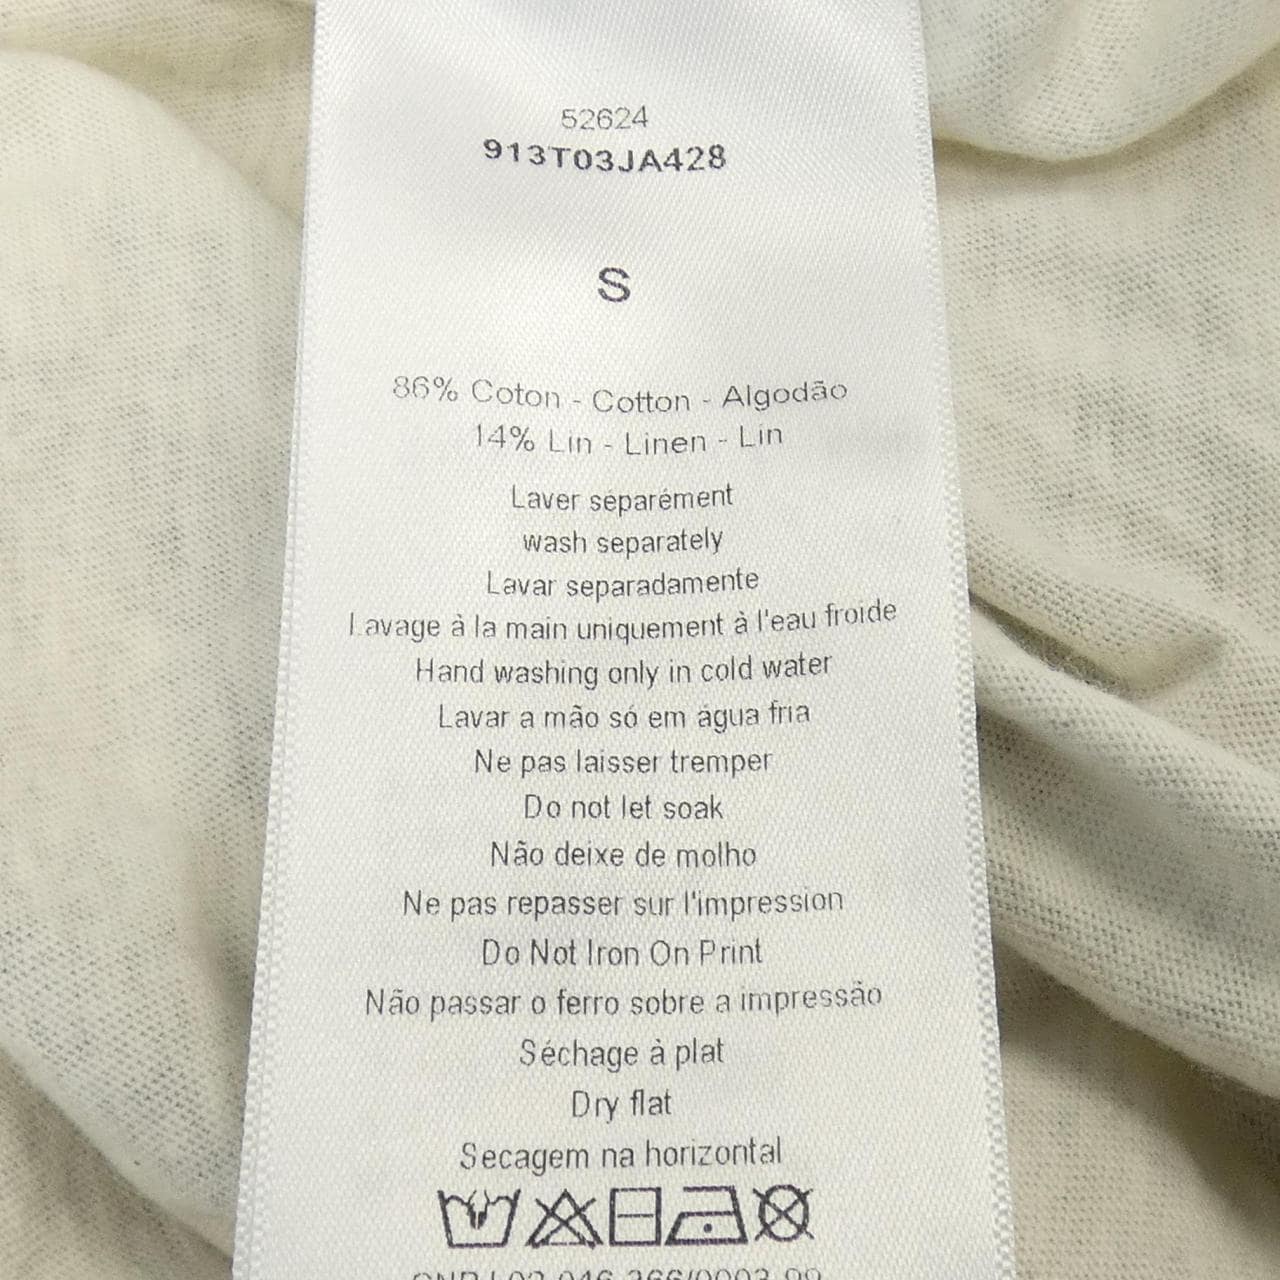 52624
913T03JA428
S
86% Coton - Cotton - Algodão
14% Lin - Linen - Lin
Laver séparément
wash separately
Lavar separadamente
Lavage à la main uniquement à l'eau froide
Hand washing only in cold water
Lavar a mão só em água fria
Ne pas laisser tremper
Do not let soak
Não deixe de molho
Ne pas repasser sur l'impression
Do Not Iron On Print
Não passar o ferro sobre a impressão
Séchage à plat
Dry flat
Secagem na horizontal